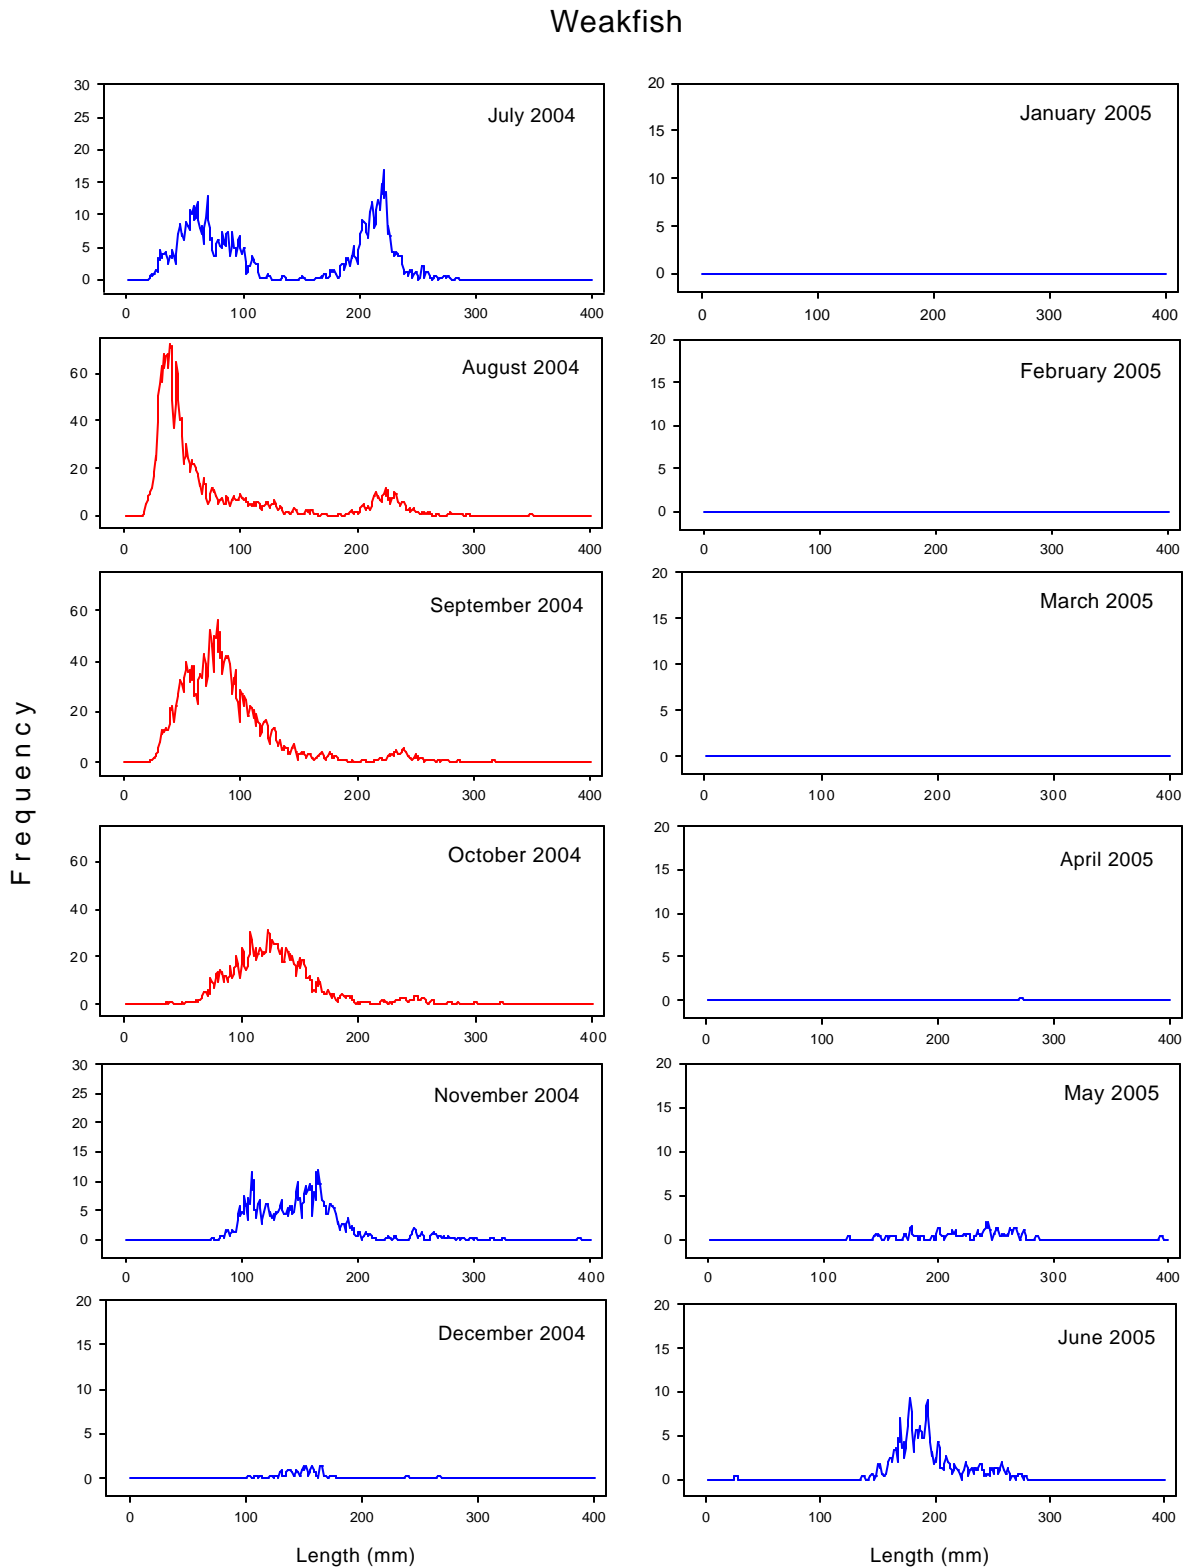 Weakfish
Frequency
July 2004
30
25
20
15
10
5
0
0 100 200 300 400
August 2004
60
40
20
0
0 100 200 300 400
September 2004
60
40
20
0
0 100 200 300 400
October 2004
60
40
20
0
0 100 200 300 400
November 2004
30
25
20
15
10
5
0
0 100 200 300 400
December 2004
20
15
10
5
0
0 100 200 300 400
Length (mm)
January 2005
20
15
10
5
0
0 100 200 300 400
February 2005
20
15
10
5
0
0 100 200 300 400
March 2005
20
15
10
5
0
0 100 200 300 400
April 2005
20
15
10
5
0
0 100 200 300 400
May 2005
20
15
10
5
0
0 100 200 300 400
June 2005
20
15
10
5
0
0 100 200 300 400
Length (mm)